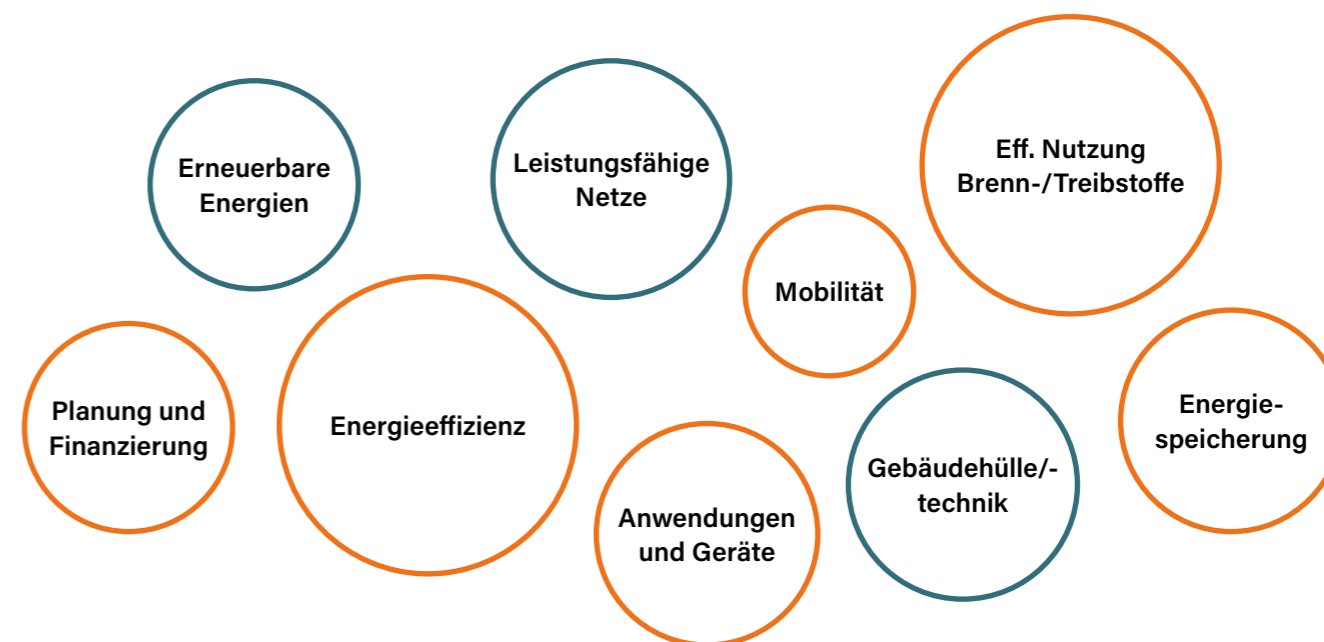 Erneuerbare
Energien
Leistungsfähige
Netze
Eff. Nutzung
Brenn-/Treibstoffe
Mobilität
Planung und
Finanzierung
Energieeffizienz
Anwendungen
und Geräte
Gebäudehülle/-
technik
Energie-
speicherung